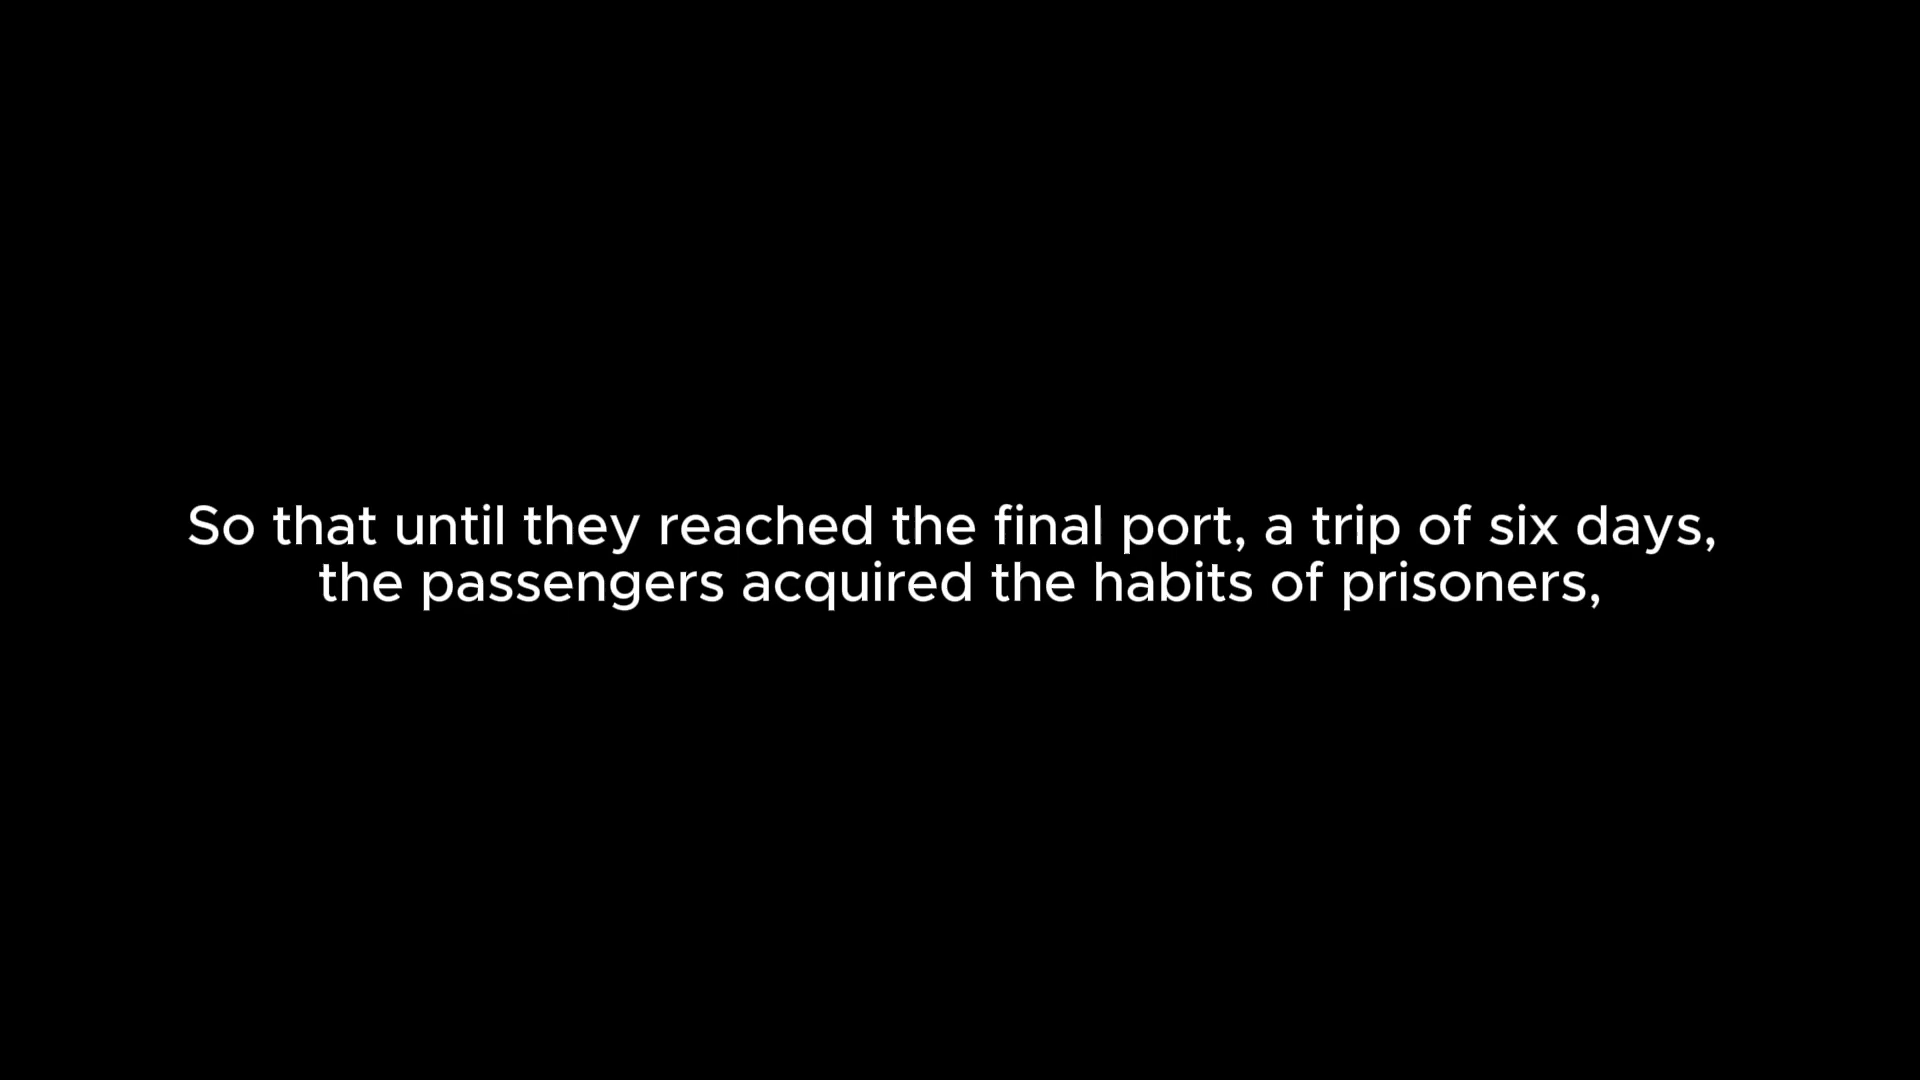 So that until they reached the final port, a trip of six days,
the passengers acquired the habits of prisoners,